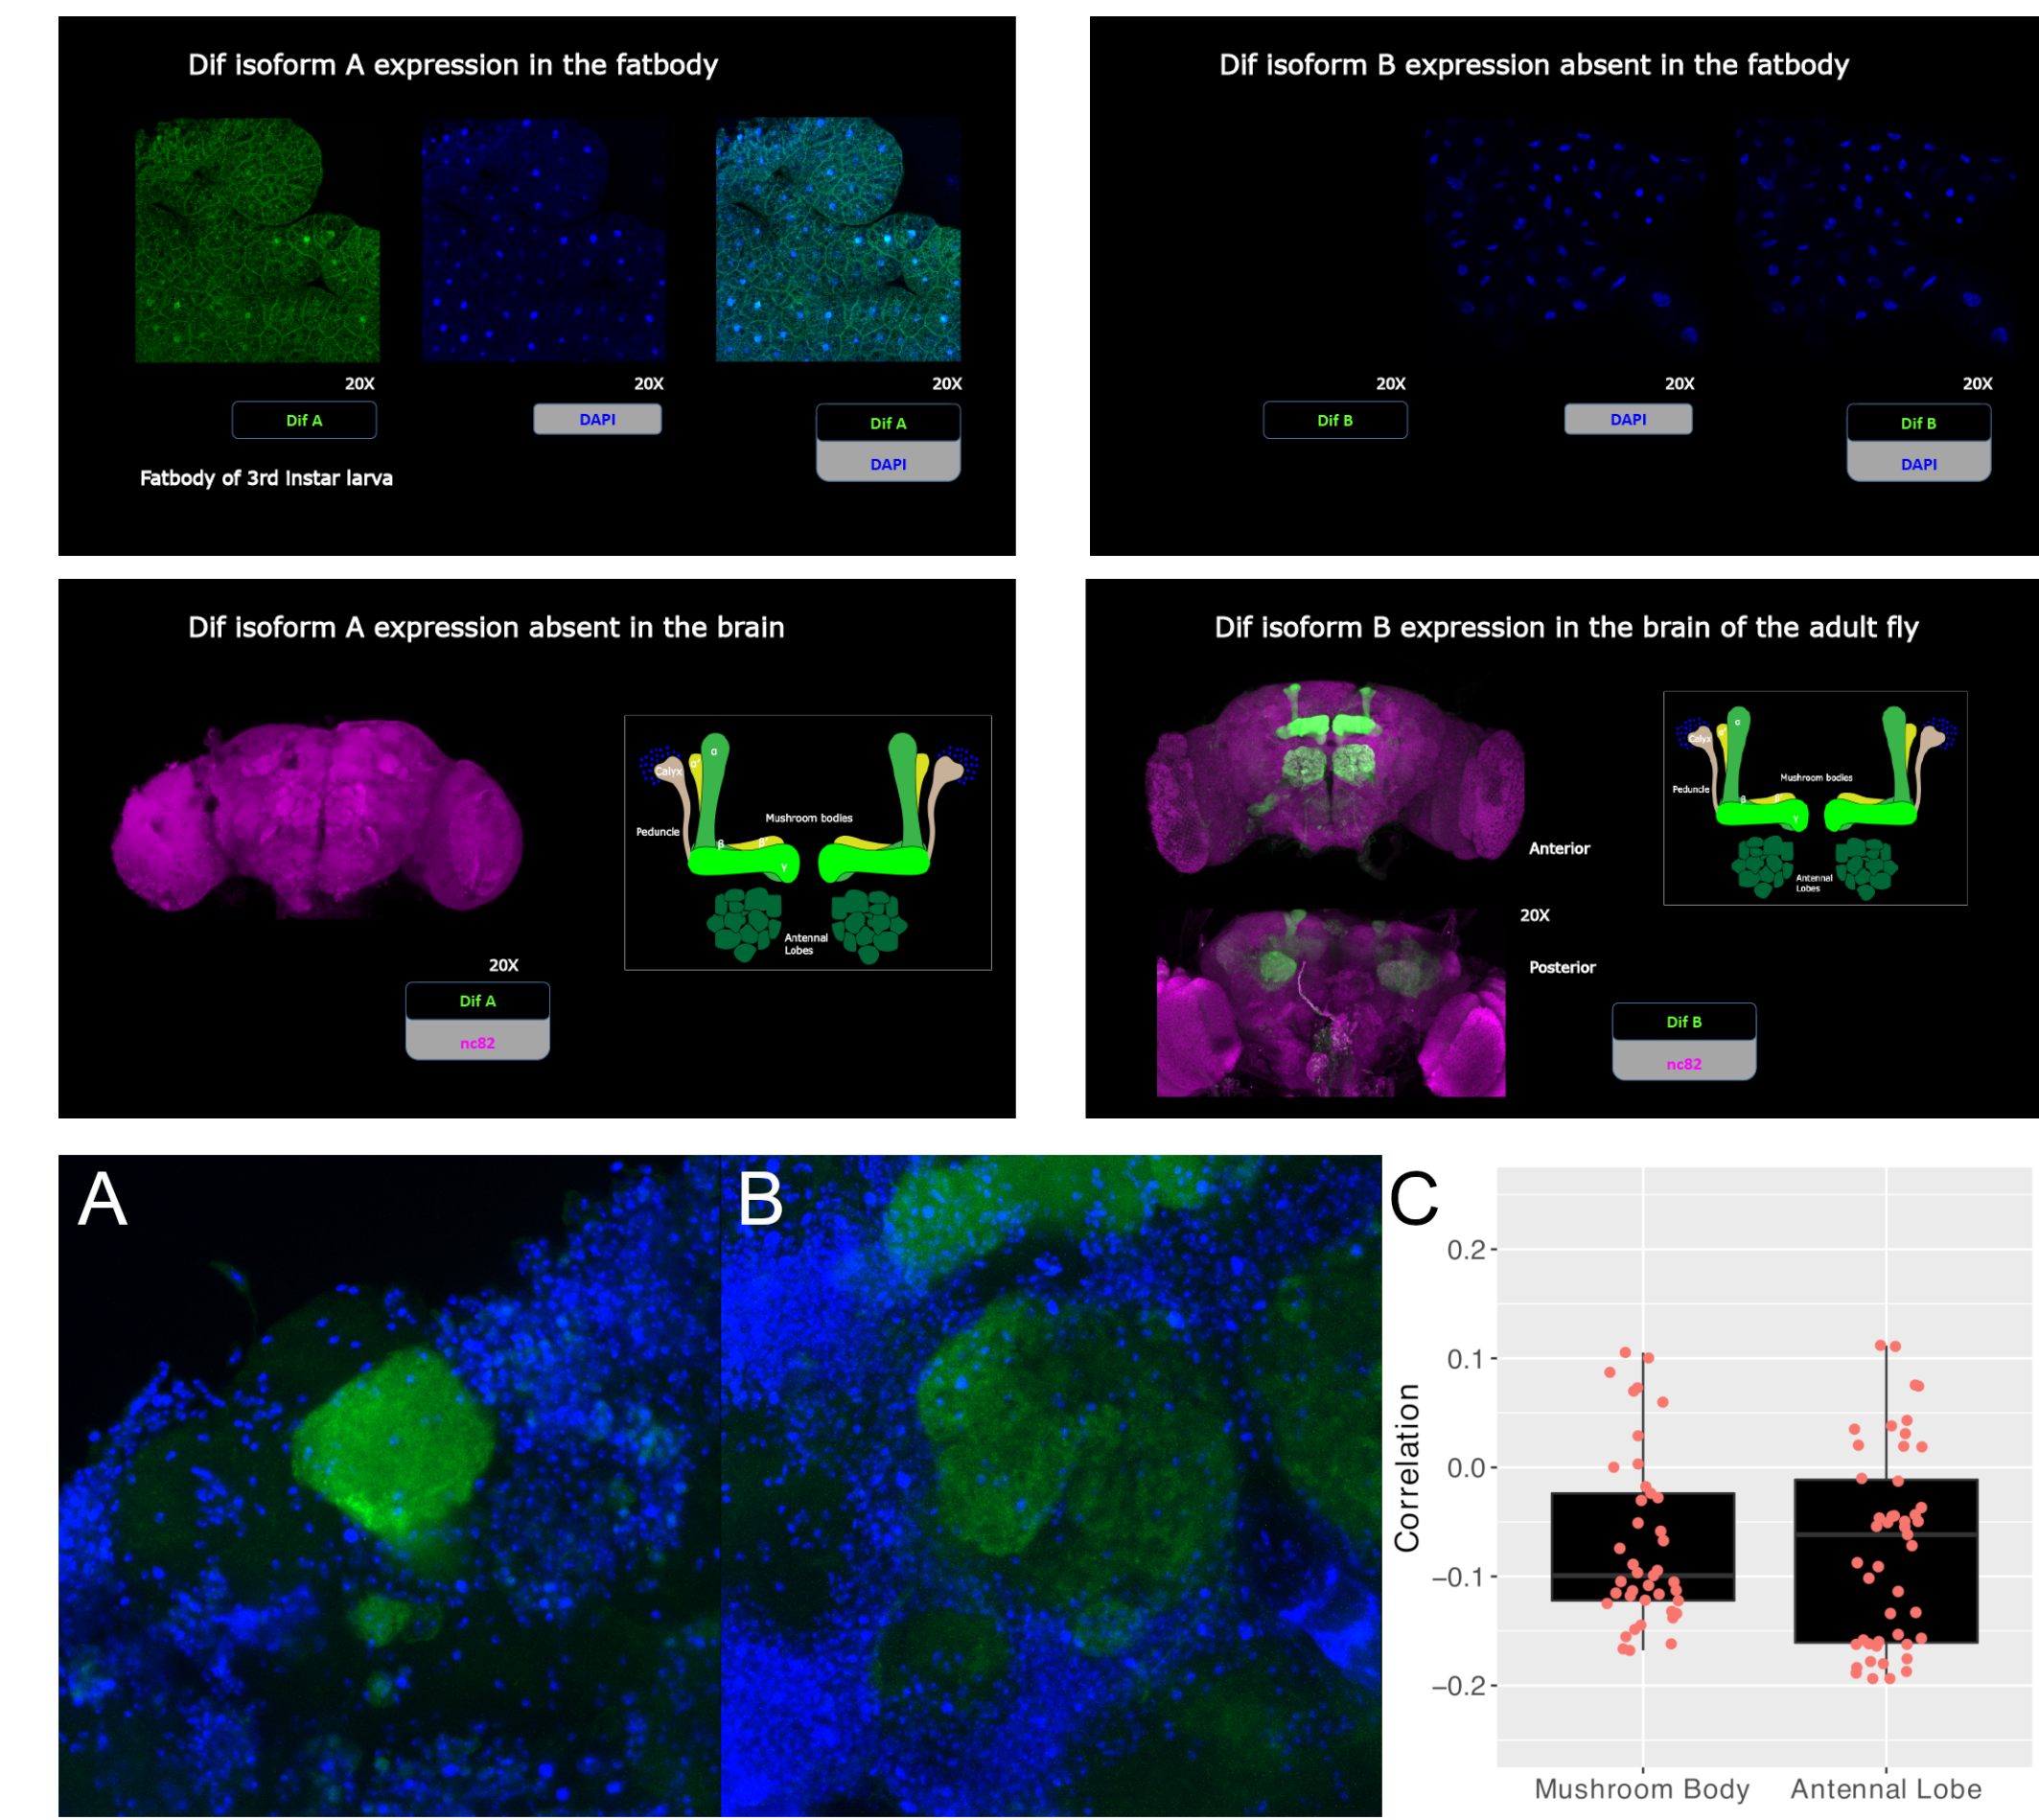 Dif isoform A expression in the fatbody
20X
20X
20X
Dif A
DAPI
Dif A
DAPI
Fatbody of 3rd Instar larva
Dif isoform B expression absent in the fatbody
20X
20X
20X
Dif B
DAPI
Dif B
DAPI
Dif isoform A expression absent in the brain
α
α'
Calyx
Peduncle
Mushroom bodies
β
β'
γ
Antennal
Lobes
20X
Dif A
nc82
Dif isoform B expression in the brain of the adult fly
Anterior
20X
Posterior
α
α'
Calyx
Peduncle
Mushroom bodies
β
β'
γ
Antennal
Lobes
Dif B
nc82
A
B
C
Correlation
0.2
0.1
0.0
−0.1
−0.2
Mushroom Body
Antennal Lobe